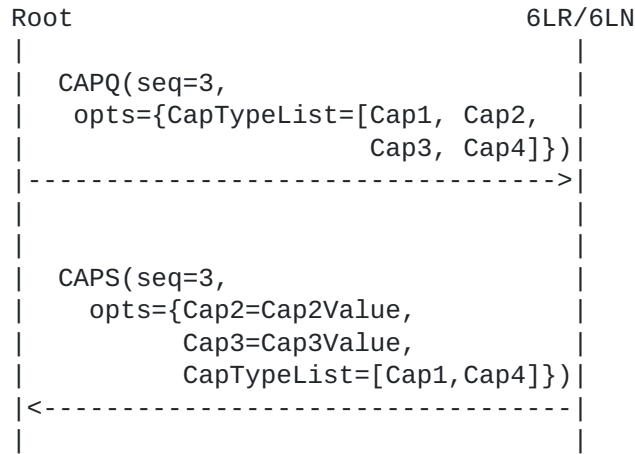 Root                             6LR/6LN
|                                   |
|  CAPQ(seq=3,                      |
|   opts={CapTypeList=[Cap1, Cap2,  |
|                      Cap3, Cap4]})|
|---------------------------------->|
|                                   |
|                                   |
|  CAPS(seq=3,                      |
|    opts={Cap2=Cap2Value,          |
|          Cap3=Cap3Value,          |
|          CapTypeList=[Cap1,Cap4]})|
|<----------------------------------|
|                                   |